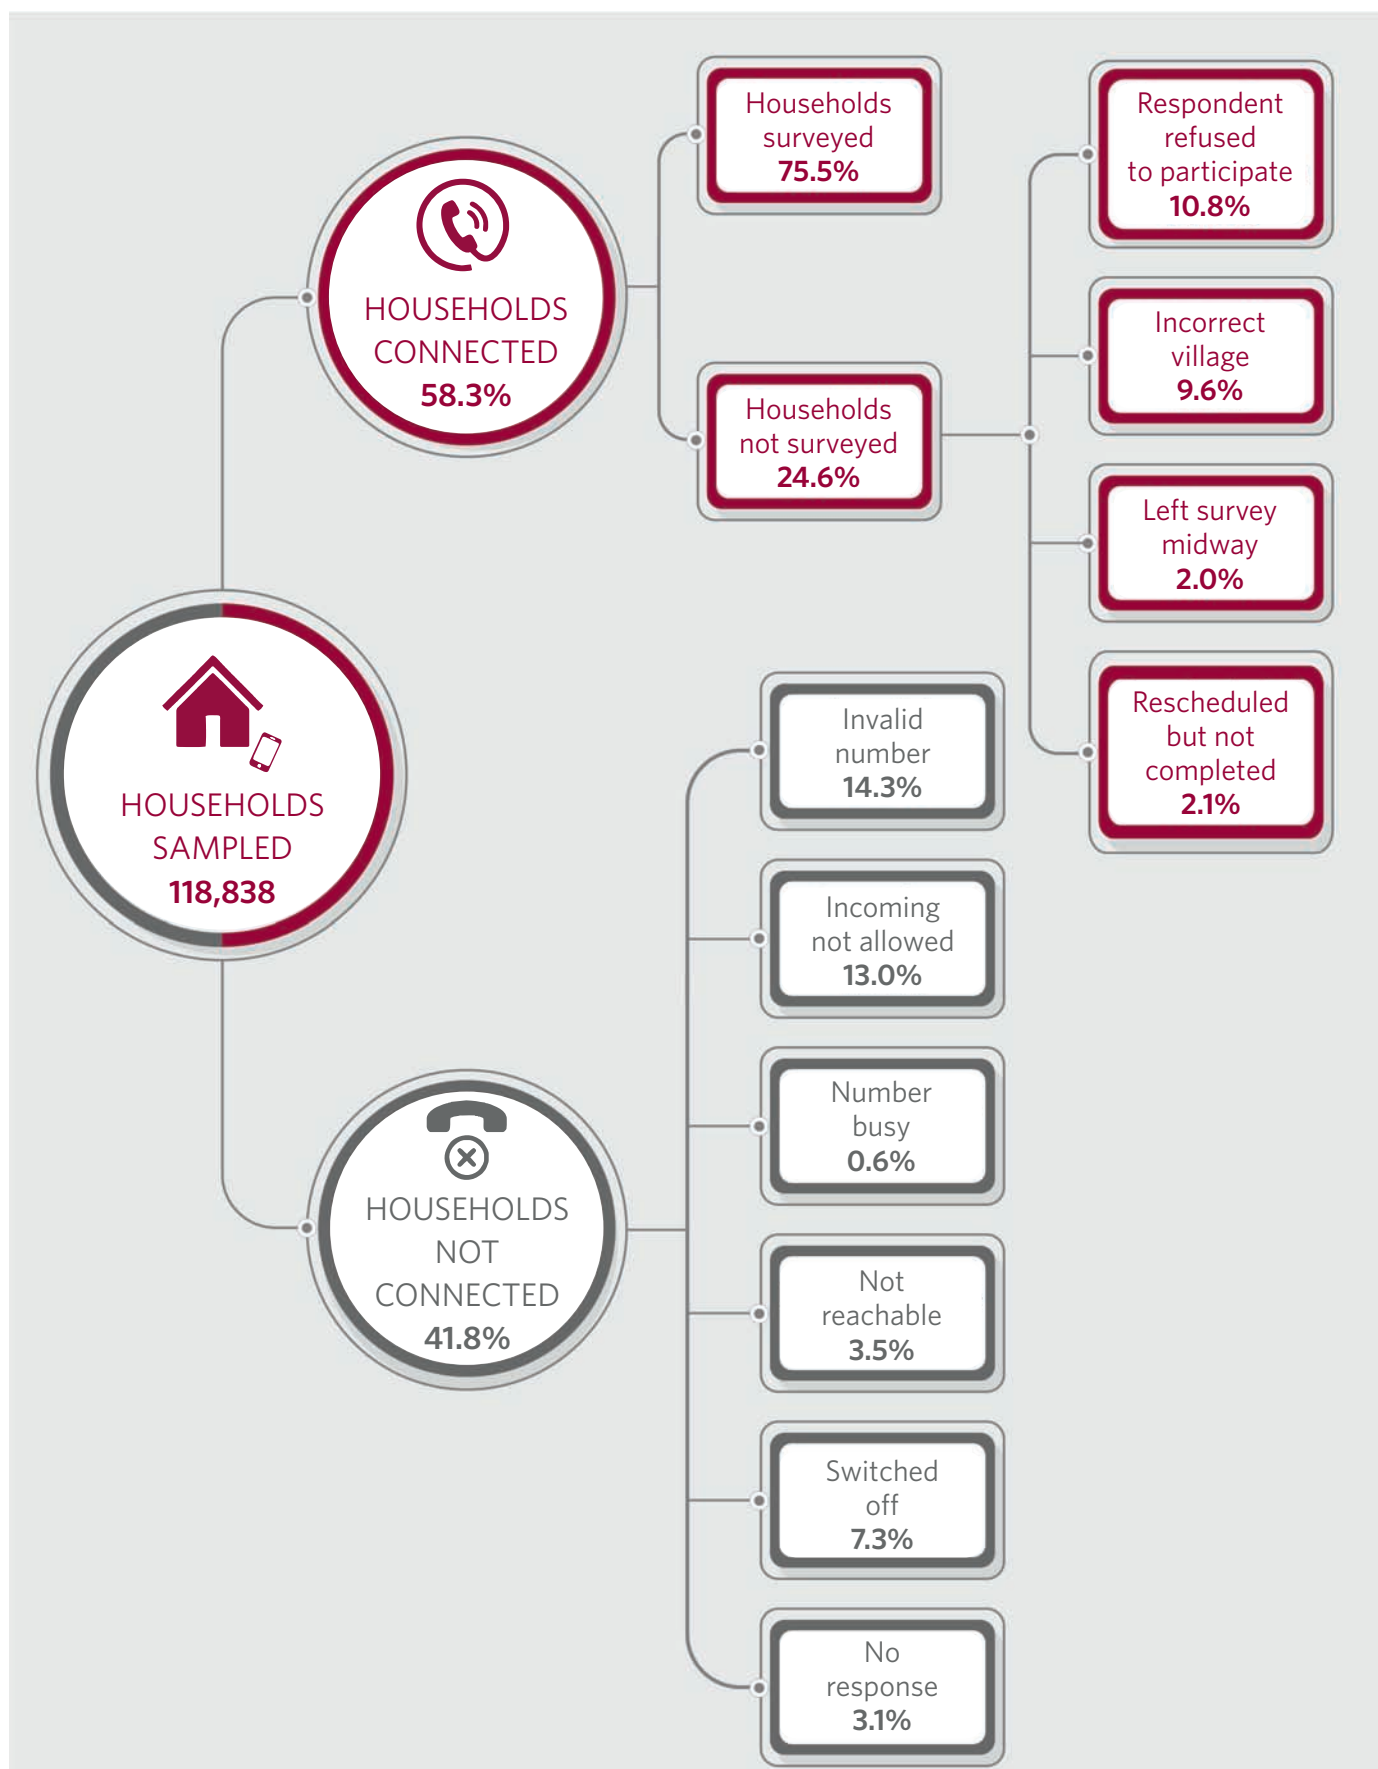 HOUSEHOLDS
SAMPLED
118,838
HOUSEHOLDS
CONNECTED
58.3%
Households
surveyed
75.5%
Households
not surveyed
24.6%
Respondent
refused
to participate
10.8%
Incorrect
village
9.6%
Left survey
midway
2.0%
Rescheduled
but not
completed
2.1%
HOUSEHOLDS
NOT
CONNECTED
41.8%
Invalid
number
14.3%
Incoming
not allowed
13.0%
Number
busy
0.6%
Not
reachable
3.5%
Switched
off
7.3%
No
response
3.1%